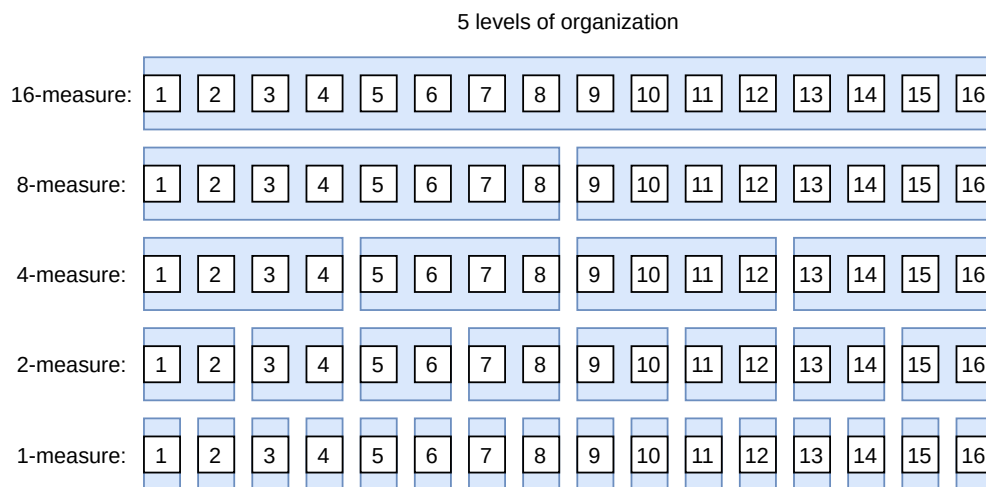 5 levels of organization
16-measure: 1 2 3 4 5 6 7 8 9 10 11 12 13 14 15 16
8-measure: 1 2 3 4 5 6 7 8 9 10 11 12 13 14 15 16
4-measure: 1 2 3 4 5 6 7 8 9 10 11 12 13 14 15 16
2-measure: 1 2 3 4 5 6 7 8 9 10 11 12 13 14 15 16
1-measure: 1 2 3 4 5 6 7 8 9 10 11 12 13 14 15 16